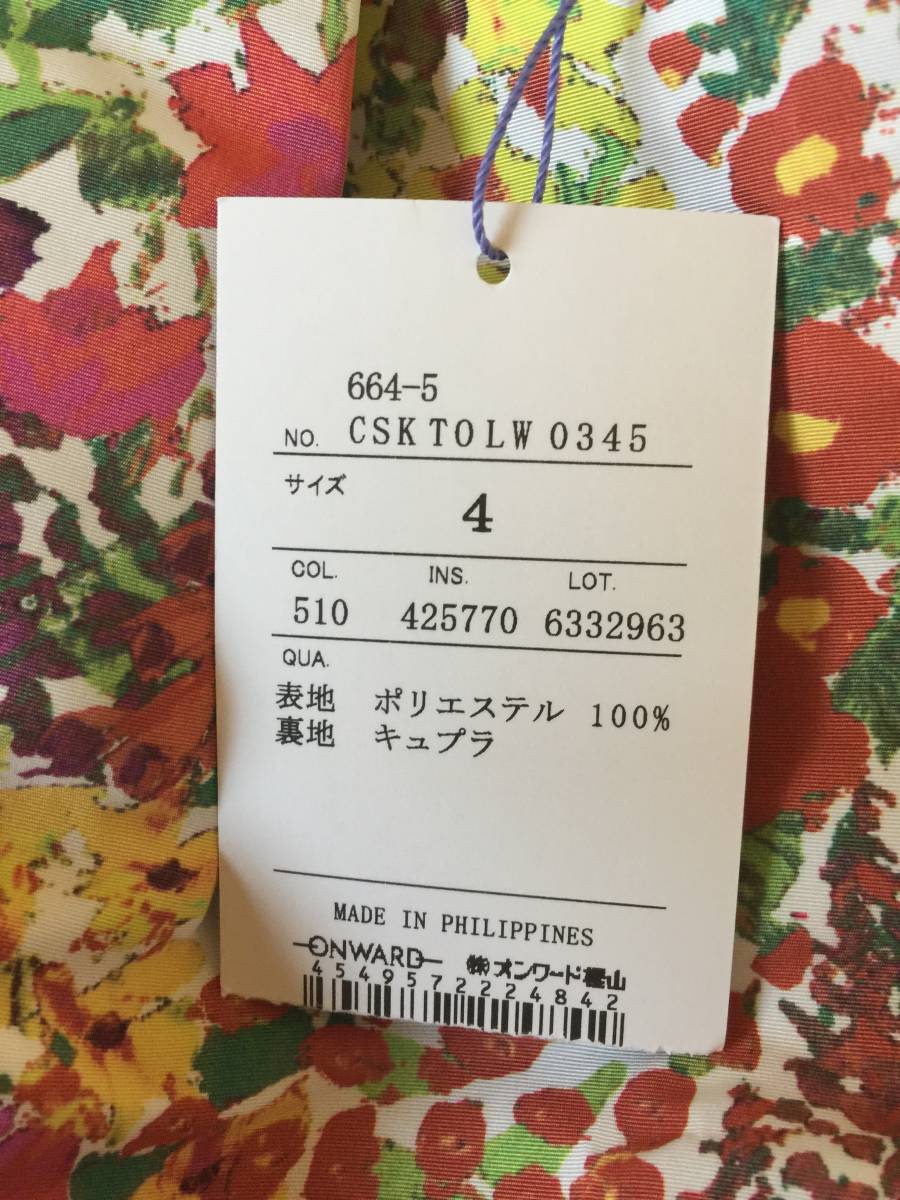 664-5
NO. CSKTOLW0345
サイズ
4
COL. INS. LOT.
510 425770 6332963
QUA.
表地 ポリエステル 100%
裏地 キュプラ
MADE IN PHILIPPINES
ONWARD ㈱オンワード樫山
4549572224842